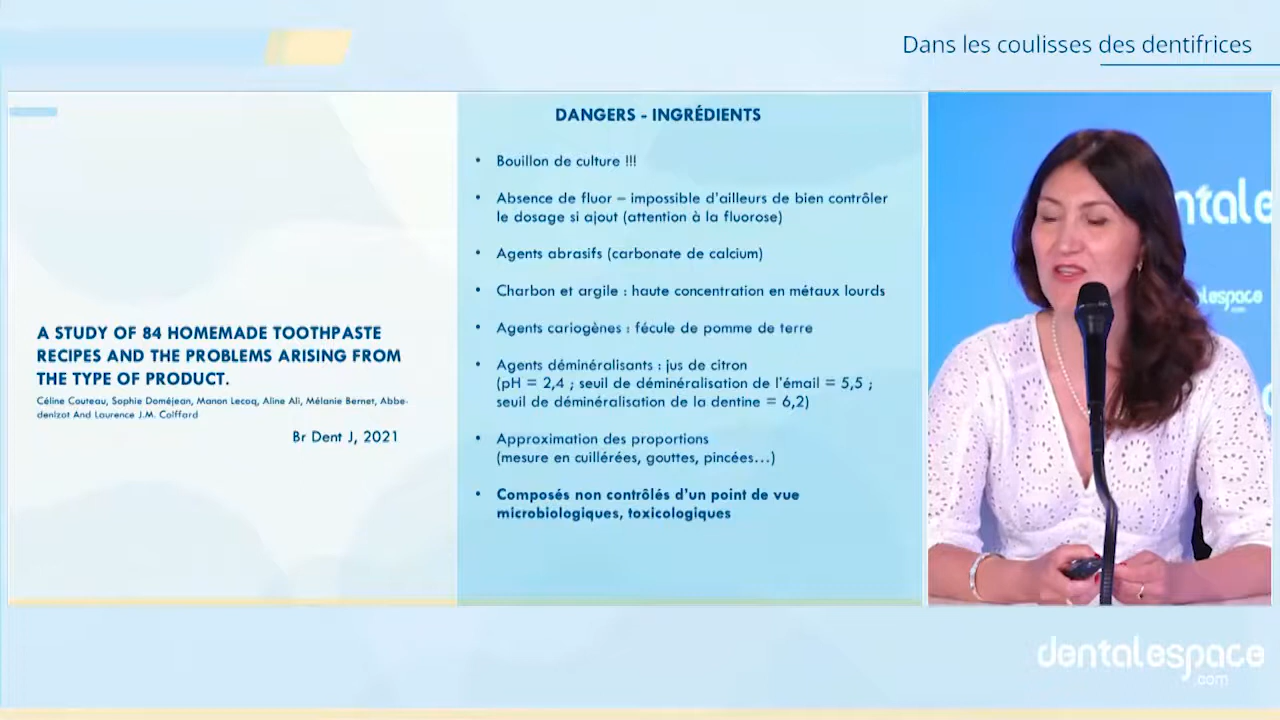 Dans les coulisses des dentifrices
A STUDY OF 84 HOMEMADE TOOTHPASTE
RECIPES AND THE PROBLEMS ARISING FROM
THE TYPE OF PRODUCT.
Céline Couteau, Sophie Doméjean, Manon Lecoq, Aline Ali, Mélanie Bernet, Abbe-
denizot And Laurence J.M. Coiffard
Br Dent J, 2021
DANGERS - INGRÉDIENTS
• Bouillon de culture !!!
• Absence de fluor – impossible d'ailleurs de bien contrôler
le dosage si ajout (attention à la fluorose)
• Agents abrasifs (carbonate de calcium)
• Charbon et argile : haute concentration en métaux lourds
• Agents cariogènes : fécule de pomme de terre
• Agents déminéralisants : jus de citron
(pH = 2,4 ; seuil de déminéralisation de l'émail = 5,5 ;
seuil de déminéralisation de la dentine = 6,2)
• Approximation des proportions
(mesure en cuillérées, gouttes, pincées...)
• Composés non contrôlés d'un point de vue
microbiologiques, toxicologiques
ntale
alespace
dentalespace
.com